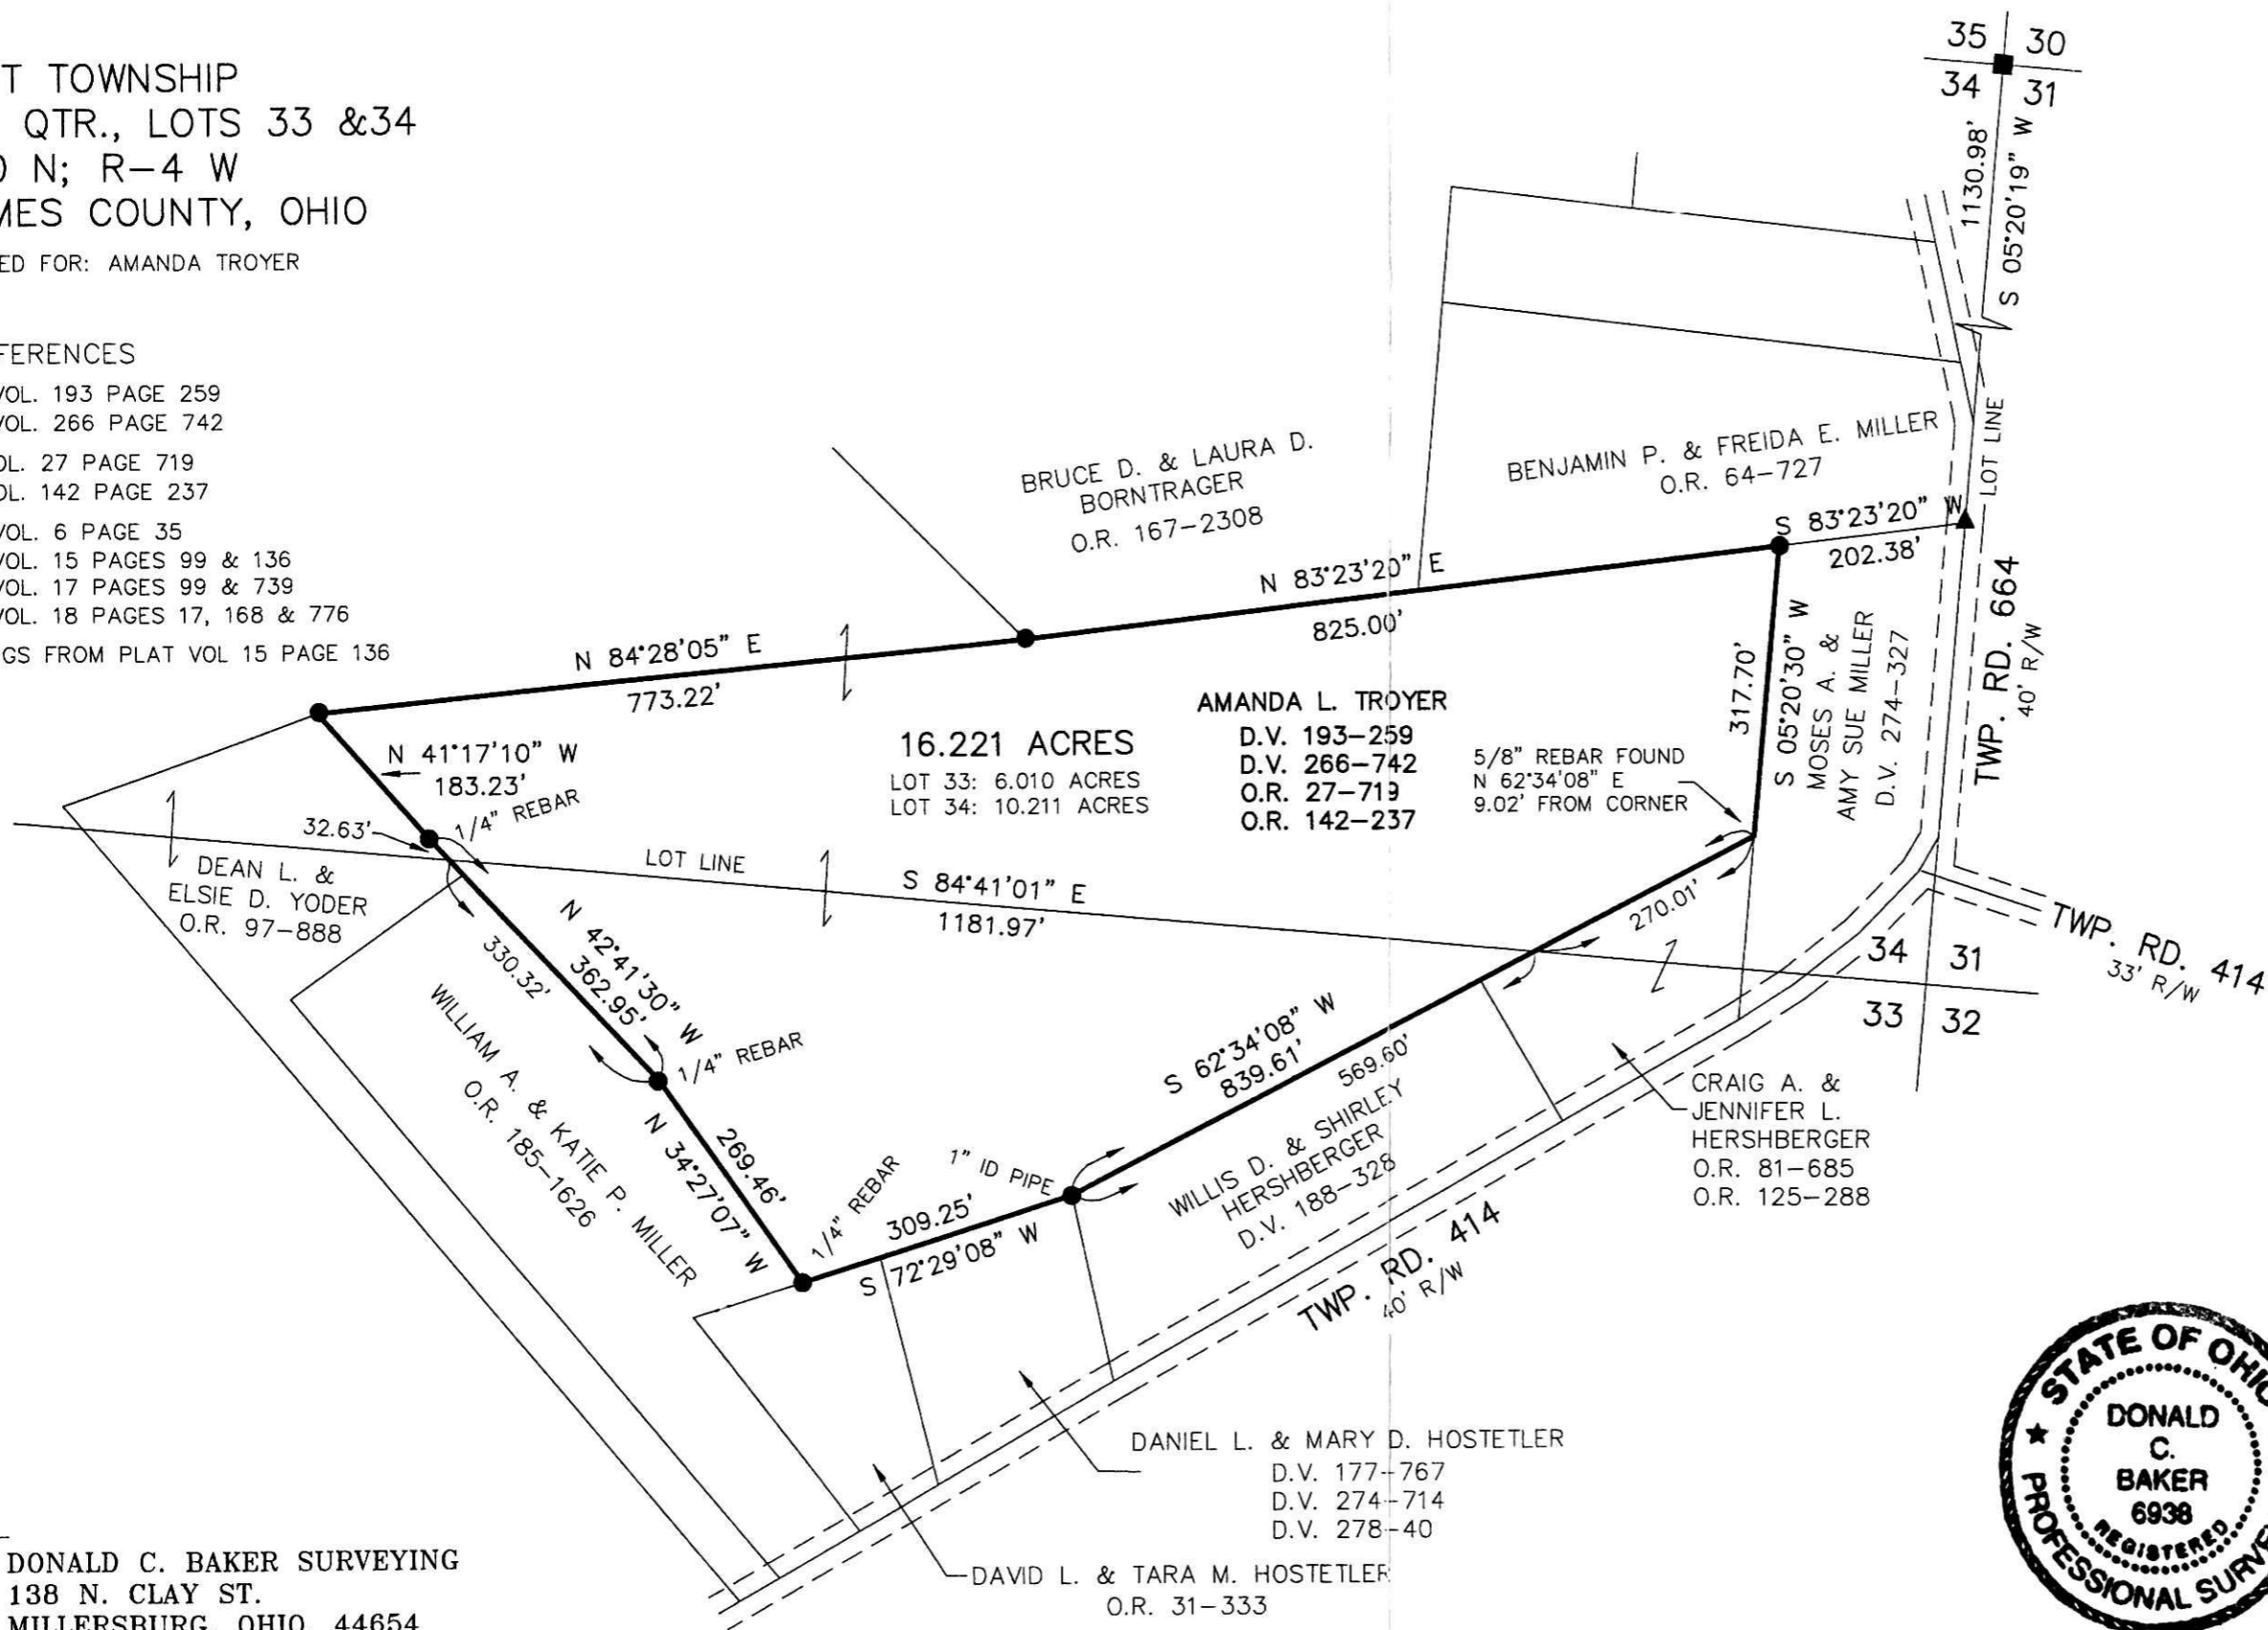 T TOWNSHIP
QTR., LOTS 33 &34
N; R-4 W
MES COUNTY, OHIO
ED FOR: AMANDA TROYER
FERENCES
VOL. 193 PAGE 259
VOL. 266 PAGE 742
OL. 27 PAGE 719
OL. 142 PAGE 237
VOL. 6 PAGE 35
VOL. 15 PAGES 99 & 136
VOL. 17 PAGES 99 & 739
VOL. 18 PAGES 17, 168 & 776
GS FROM PLAT VOL 15 PAGE 136
35 30
34 31
1130.98'
S 05°20'19" W
LOT LINE
BRUCE D. & LAURA D.
BORNTRAGER
O.R. 167-2308
BENJAMIN P. & FREIDA E. MILLER
O.R. 64-727
S 83°23'20" W
202.38'
N 83°23'20" E
825.00'
N 84°28'05" E
773.22'
TWP. RD. 664
40' R/W
317.70'
S 05°20'30" W
MOSES A. &
AMY SUE MILLER
D.V. 274-327
AMANDA L. TROYER
D.V. 193-259
D.V. 266-742
O.R. 27-719
O.R. 142-237
16.221 ACRES
LOT 33: 6.010 ACRES
LOT 34: 10.211 ACRES
5/8" REBAR FOUND
N 62°34'08" E
9.02' FROM CORNER
N 41°17'10" W
183.23'
1/4" REBAR
32.63'
DEAN L. &
ELSIE D. YODER
O.R. 97-888
LOT LINE
S 84°41'01" E
1181.97'
270.01'
34 31
33 32
TWP. RD. 414
33' R/W
N 42°41'30" W
362.95'
330.32'
1/4" REBAR
WILLIAM A. & KATIE P. MILLER
O.R. 185-1626
N 34°27'07" W
269.46'
1/4" REBAR
1" ID PIPE
309.25'
S 72°29'08" W
S 62°34'08" W
839.61'
569.60'
WILLIS D. & SHIRLEY
HERSHBERGER
D.V. 188-328
TWP. RD. 414
40' R/W
CRAIG A. &
JENNIFER L.
HERSHBERGER
O.R. 81-685
O.R. 125-288
DANIEL L. & MARY D. HOSTETLER
D.V. 177-767
D.V. 274-714
D.V. 278-40
DAVID L. & TARA M. HOSTETLER
O.R. 31-333
DONALD C. BAKER SURVEYING
138 N. CLAY ST.
MILLERSBURG, OHIO 44654
STATE OF OHIO
DONALD
C.
BAKER
6938
REGISTERED
PROFESSIONAL SURVE